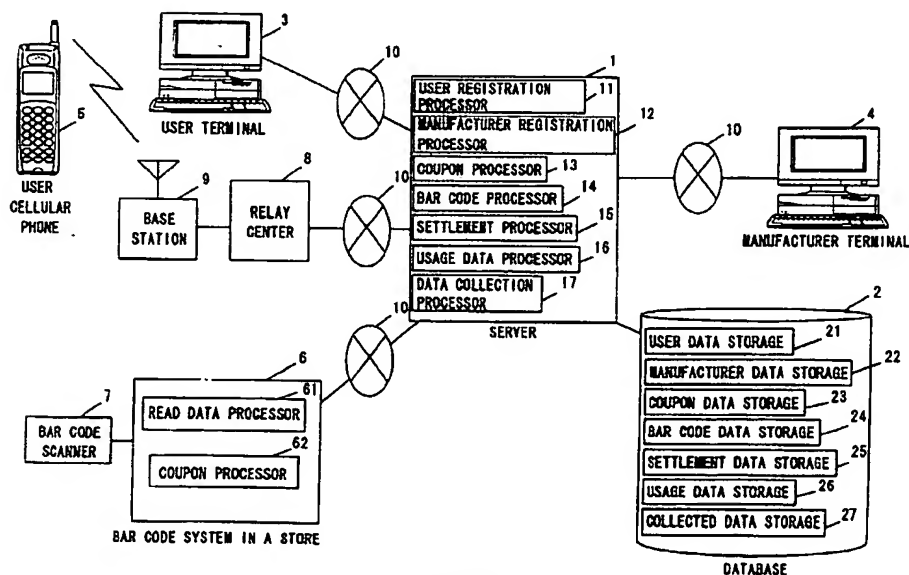 3
10
1
USER REGISTRATION
PROCESSOR
11
MANUFACTURER REGISTRATION
PROCESSOR
12
10
4
USER TERMINAL
5
USER
CELLULAR
PHONE
COUPON PROCESSOR
13
BAR CODE PROCESSOR
14
SETTLEMENT PROCESSOR
15
USAGE DATA PROCESSOR
16
DATA COLLECTION
PROCESSOR
17
SERVER
MANUFACTURER TERMINAL
9
BASE
STATION
8
RELAY
CENTER
10
10
6
7
BAR CODE
SCANNER
61
READ DATA PROCESSOR
62
COUPON PROCESSOR
BAR CODE SYSTEM IN A STORE
2
USER DATA STORAGE
21
MANUFACTURER DATA STORAGE
22
COUPON DATA STORAGE
23
BAR CODE DATA STORAGE
24
SETTLEMENT DATA STORAGE
25
USAGE DATA STORAGE
26
COLLECTED DATA STORAGE
27
DATABASE